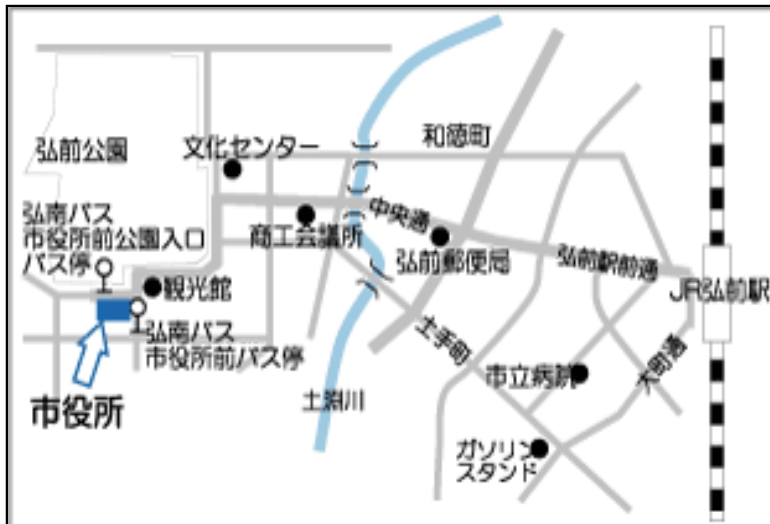 和徳町
文化センター
弘前公園
弘南バス
市役所前公園入口
バス停
商工会議所
中央通
弘前郵便局
弘前駅前通
JR弘前駅
観光館
弘南バス
市役所前バス停
土手町
市立病院
大町通
市役所
土淵川
ガソリン
スタンド